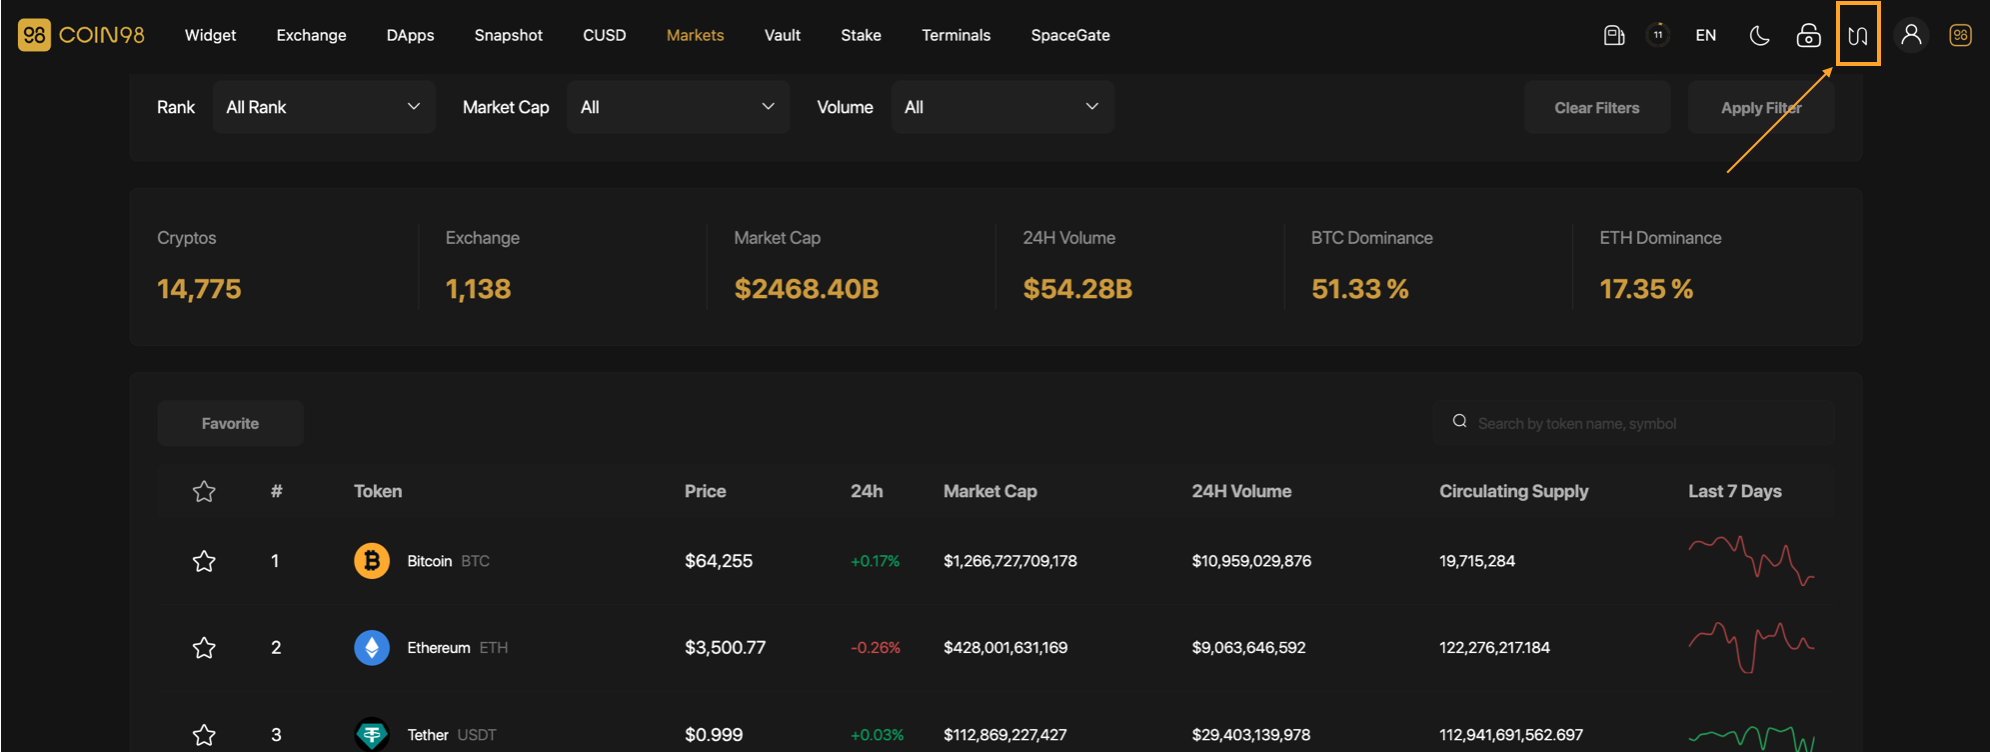 98 COIN98 Widget Exchange DApps Snapshot CUSD Markets Vault Stake Terminals SpaceGate 11 EN 98
Rank All Rank Market Cap All Volume All Clear Filters Apply Filter
Cryptos Exchange Market Cap 24H Volume BTC Dominance ETH Dominance
14,775 1,138 $2468.40B $54.28B 51.33 % 17.35 %
Favorite Search by token name, symbol
# Token Price 24h Market Cap 24H Volume Circulating Supply Last 7 Days
1 Bitcoin BTC $64,255 +0.17% $1,266,727,709,178 $10,959,029,876 19,715,284
2 Ethereum ETH $3,500.77 -0.26% $428,001,631,169 $9,063,646,592 122,276,217.184
3 Tether USDT $0.999 +0.03% $112,869,227,427 $29,403,139,978 112,941,691,562.697